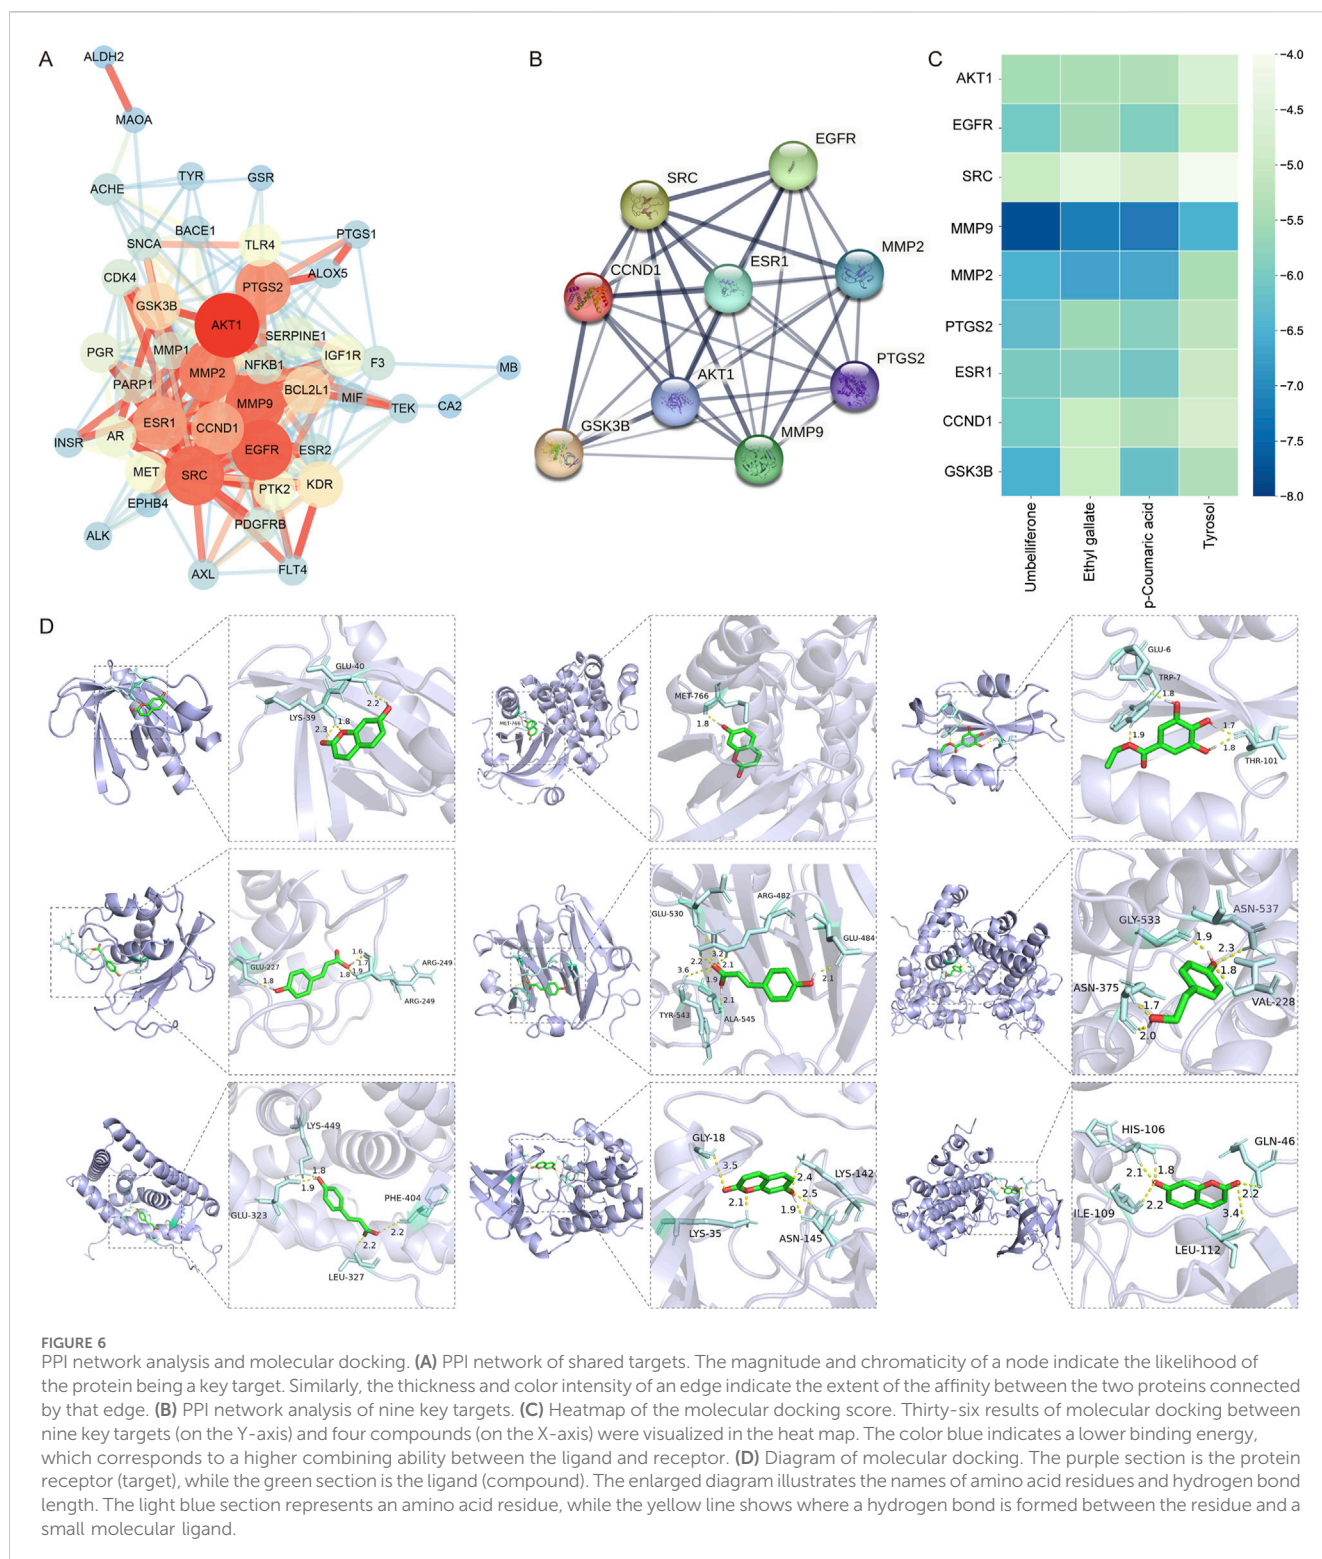 A
ALDH2
MAOA
ACHE
TYR
GSR
BACE1
SNCA
TLR4
PTGS1
CDK4
PTGS2
ALOX5
GSK3B
AKT1
SERPINE1
PGR
MMP1
NFKB1
IGF1R
F3
MMP2
PARP1
BCL2L1
MB
MMP9
MIF
TEK
CA2
INSR
AR
ESR1
CCND1
EGFR
ESR2
MET
SRC
PTK2
KDR
EPHB4
PDGFRB
ALK
AXL
FLT4
B
EGFR
SRC
MMP2
ESR1
CCND1
PTGS2
AKT1
GSK3B
MMP9
C
AKT1
EGFR
SRC
MMP9
MMP2
PTGS2
ESR1
CCND1
GSK3B
Umbelliferone
Ethyl gallate
p-Coumaric acid
Tyrosol
−4.0
−4.5
−5.0
−5.5
−6.0
−6.5
−7.0
−7.5
−8.0
D
GLU-40
LYS-39
2.2
1.8
2.3
MET-766
MET-766
1.8
GLU-6
TRP-7
1.8
1.7
1.9
1.8
THR-101
GLU-227
1.8
1.6
1.7
1.9
1.8
ARG-249
ARG-249
ARG-482
GLU-530
GLU-484
3.2
2.2
2.1
3.6
1.9
2.1
2.1
TYR-543
ALA-545
GLY-533
ASN-537
1.9
2.3
1.8
ASN-375
1.7
2.0
VAL-228
LYS-449
1.8
1.9
PHE-404
GLU-323
2.2
2.2
LEU-327
GLY-18
3.5
2.4
LYS-142
2.5
2.1
1.9
LYS-35
ASN-145
HIS-106
GLN-46
2.1
1.8
2.2
2.2
ILE-109
3.4
LEU-112
FIGURE 6
PPI network analysis and molecular docking. (A) PPI network of shared targets. The magnitude and chromaticity of a node indicate the likelihood of
the protein being a key target. Similarly, the thickness and color intensity of an edge indicate the extent of the affinity between the two proteins connected
by that edge. (B) PPI network analysis of nine key targets. (C) Heatmap of the molecular docking score. Thirty-six results of molecular docking between
nine key targets (on the Y-axis) and four compounds (on the X-axis) were visualized in the heat map. The color blue indicates a lower binding energy,
which corresponds to a higher combining ability between the ligand and receptor. (D) Diagram of molecular docking. The purple section is the protein
receptor (target), while the green section is the ligand (compound). The enlarged diagram illustrates the names of amino acid residues and hydrogen bond
length. The light blue section represents an amino acid residue, while the yellow line shows where a hydrogen bond is formed between the residue and a
small molecular ligand.